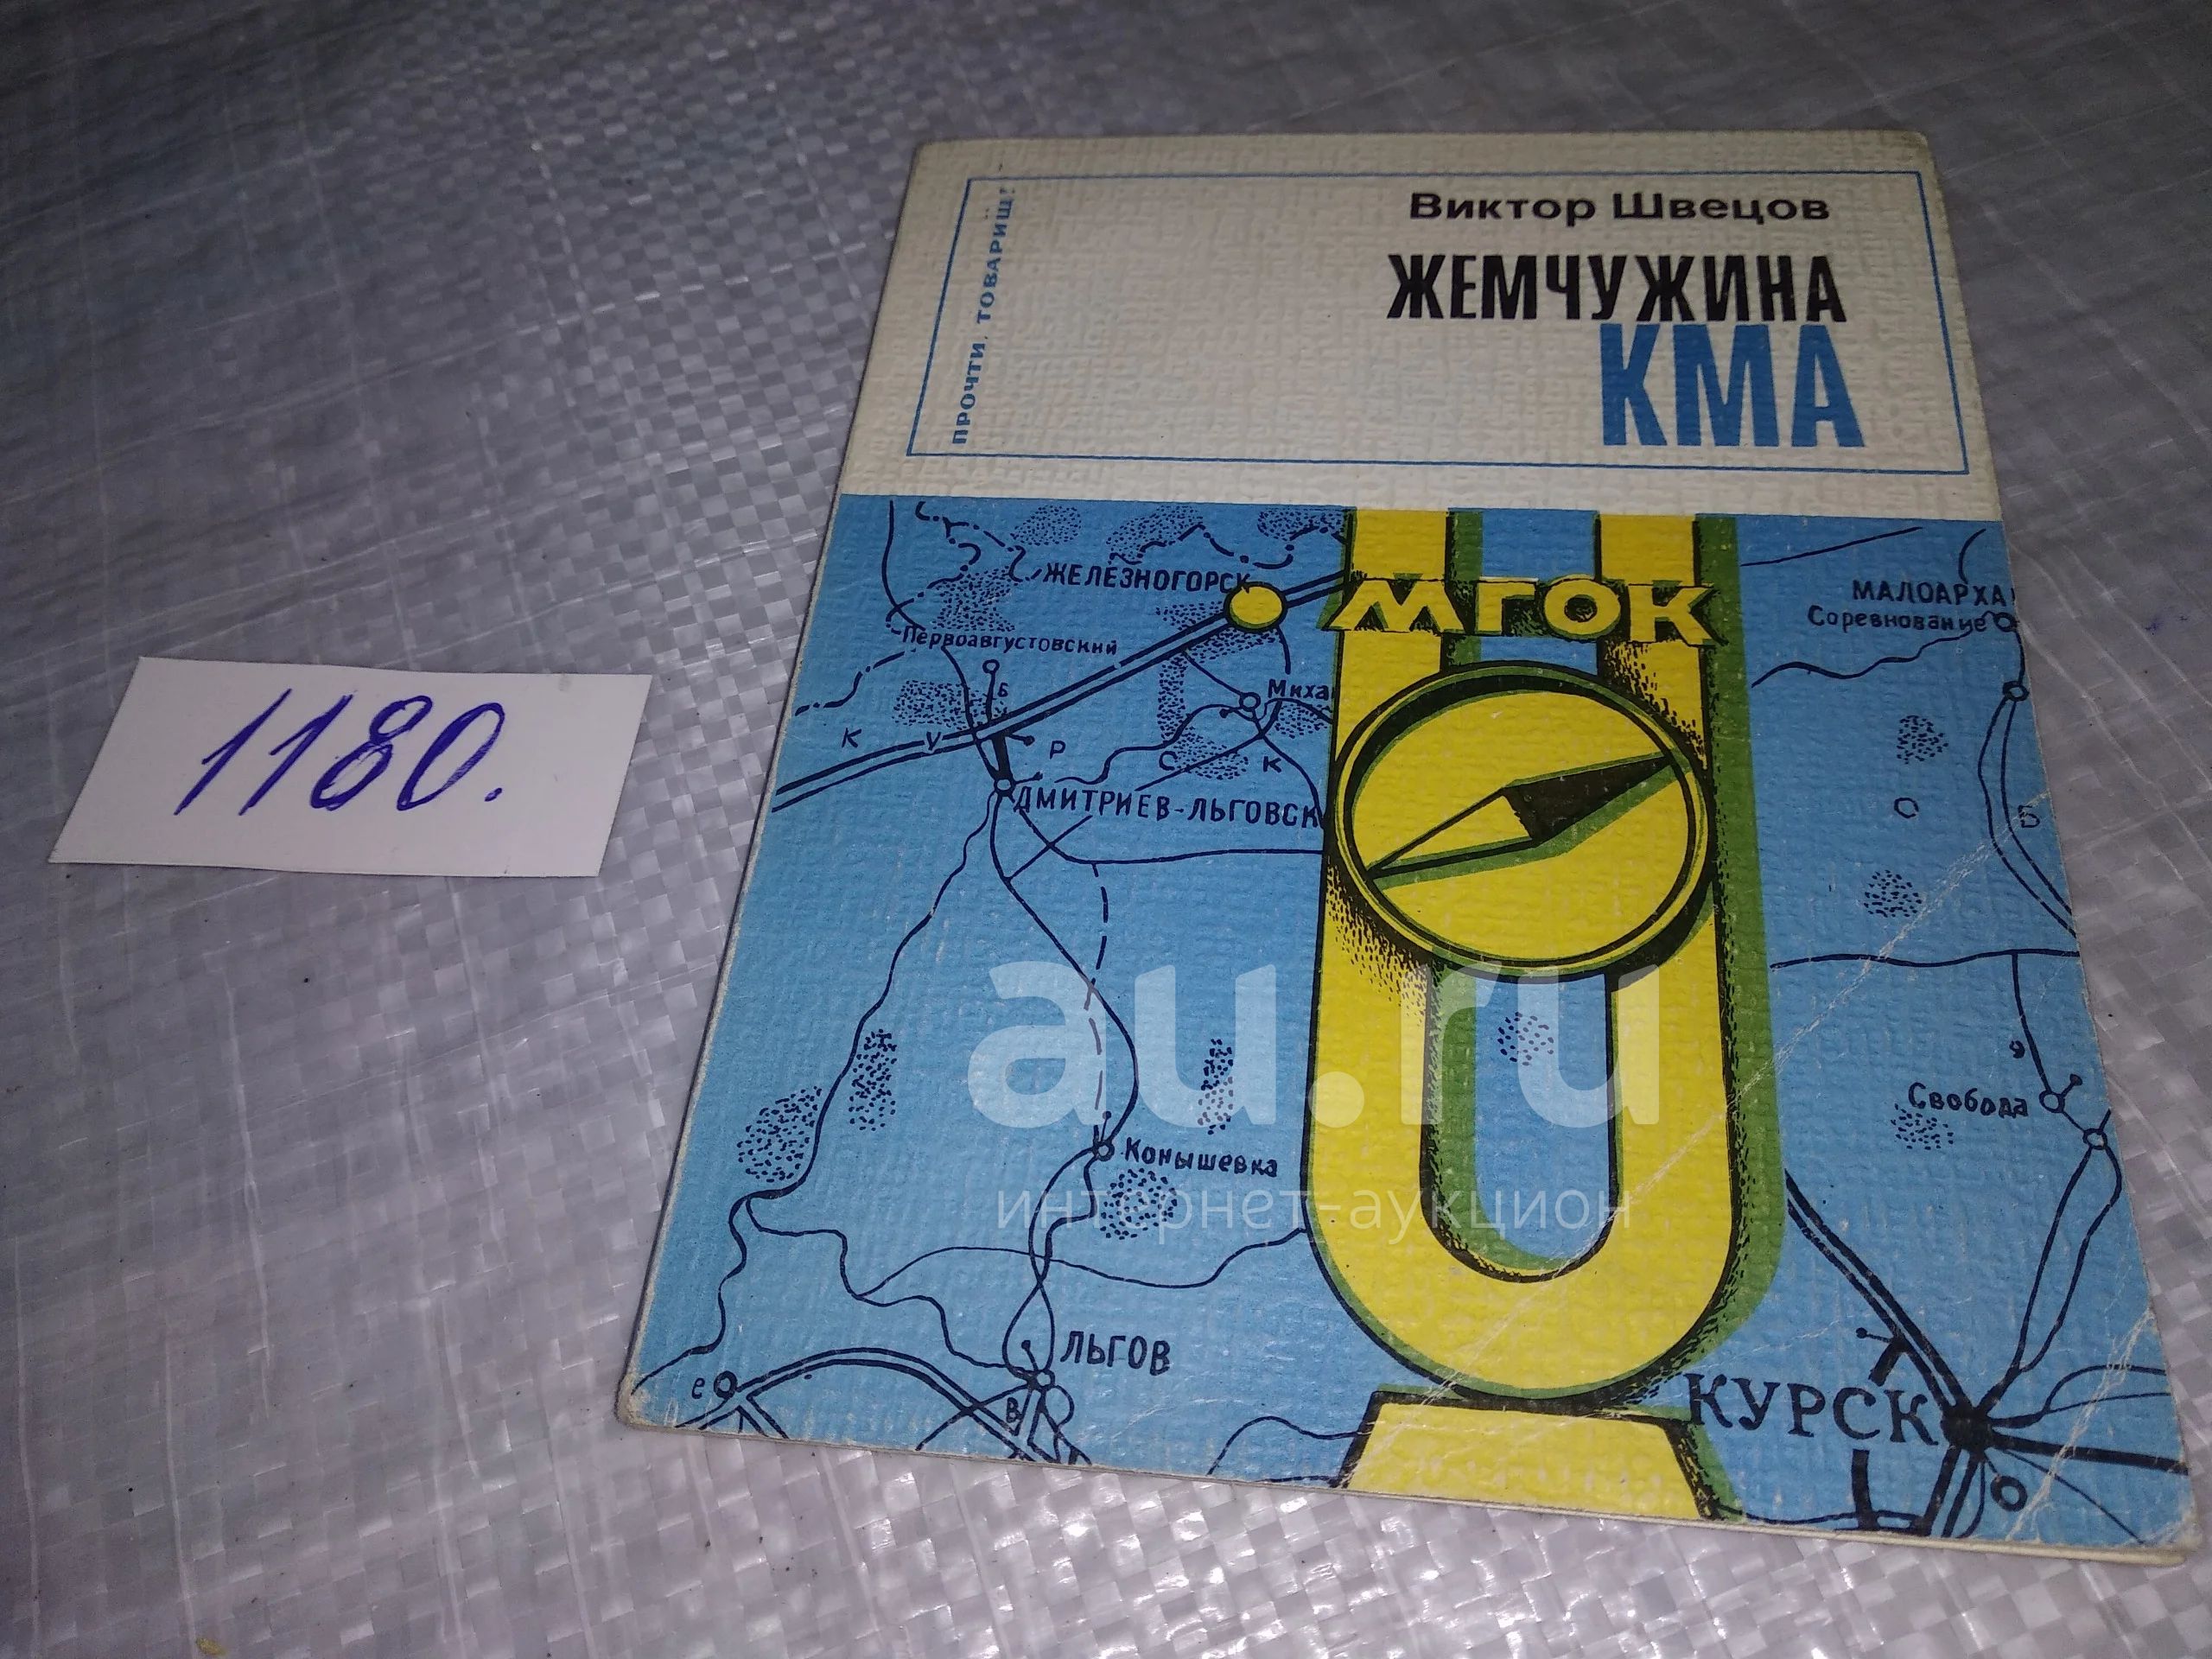 Виктор Швецов
ЖЕМЧУЖИНА
КМА
ПРОЧТИ, ТОВАРИЩ!
1180.
ЖЕЛЕЗНОГОРСК
МГОК
МАЛОАРХА
Соревнование
Первоавгустовский
Миха
К У Р С К
ДМИТРИЕВ-ЛЬГОВСК
О Б
au.ru
интернет-аукцион
Свобода
Конышевка
ЛЬГОВ
КУРСК